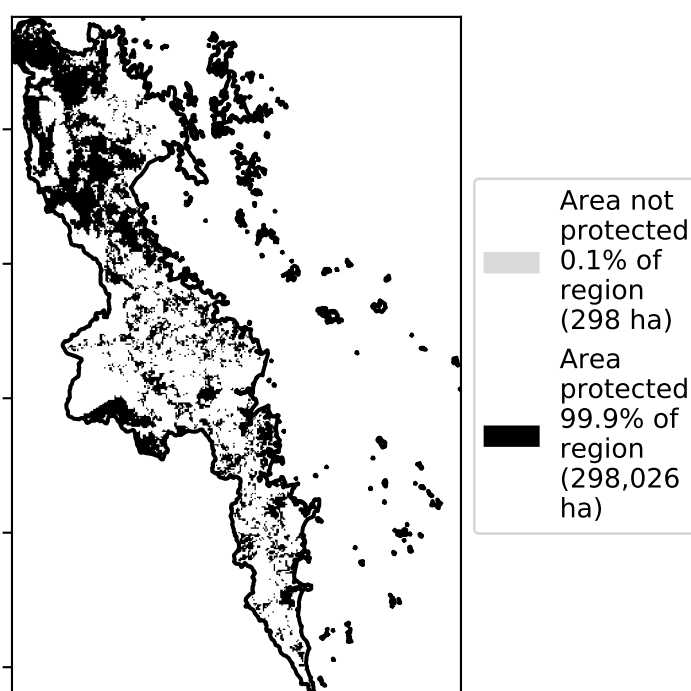 Area not
protected
0.1% of
region
(298 ha)
Area
protected
99.9% of
region
(298,026
ha)